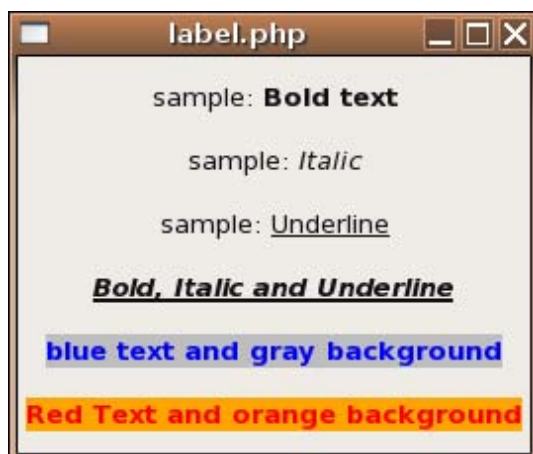 label.php
sample: Bold text
sample: Italic
sample: Underline
Bold, Italic and Underline
blue text and gray background
Red Text and orange background